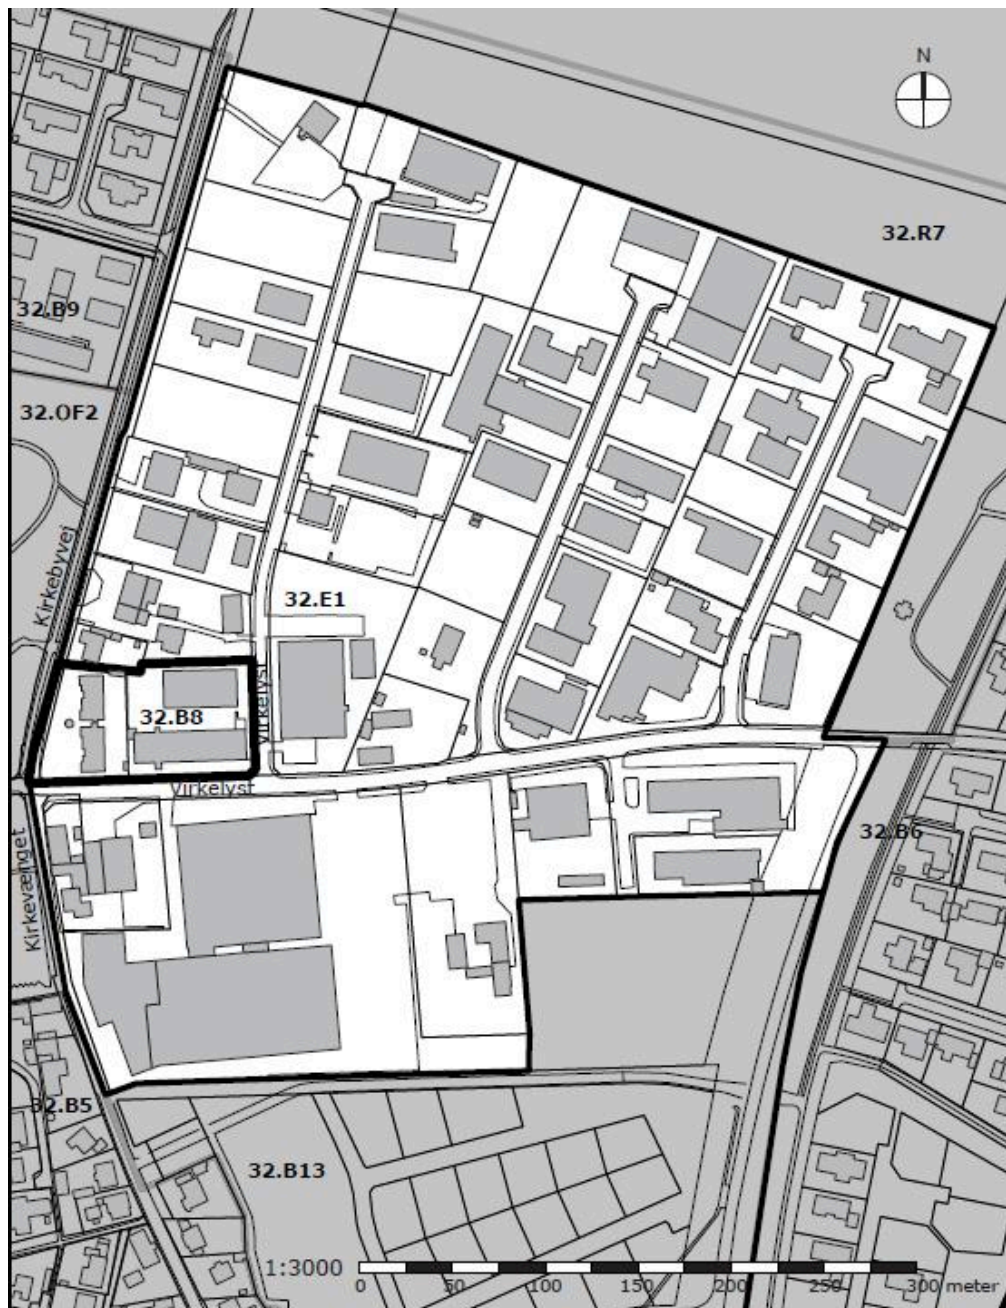 N
32.R7
32.B9
32.OF2
Kirkebyvej
32.E1
Virkelyst
32.B8
Virkelyst
32.B6
Kirkevænget
32.B5
32.B13
1:3000
0 50 100 150 200 250 300 meter